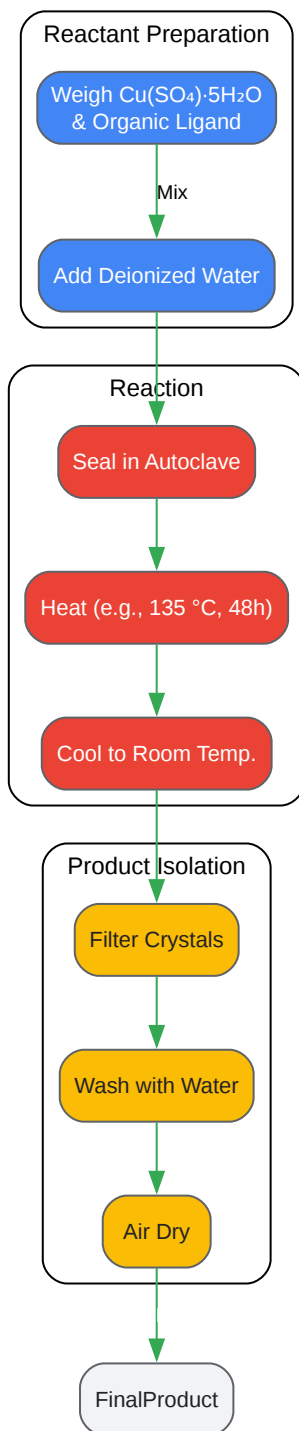 Reactant Preparation
Weigh Cu(SO₄)·5H₂O
& Organic Ligand
Mix
Add Deionized Water
Reaction
Seal in Autoclave
Heat (e.g., 135 °C, 48h)
Cool to Room Temp.
Product Isolation
Filter Crystals
Wash with Water
Air Dry
FinalProduct